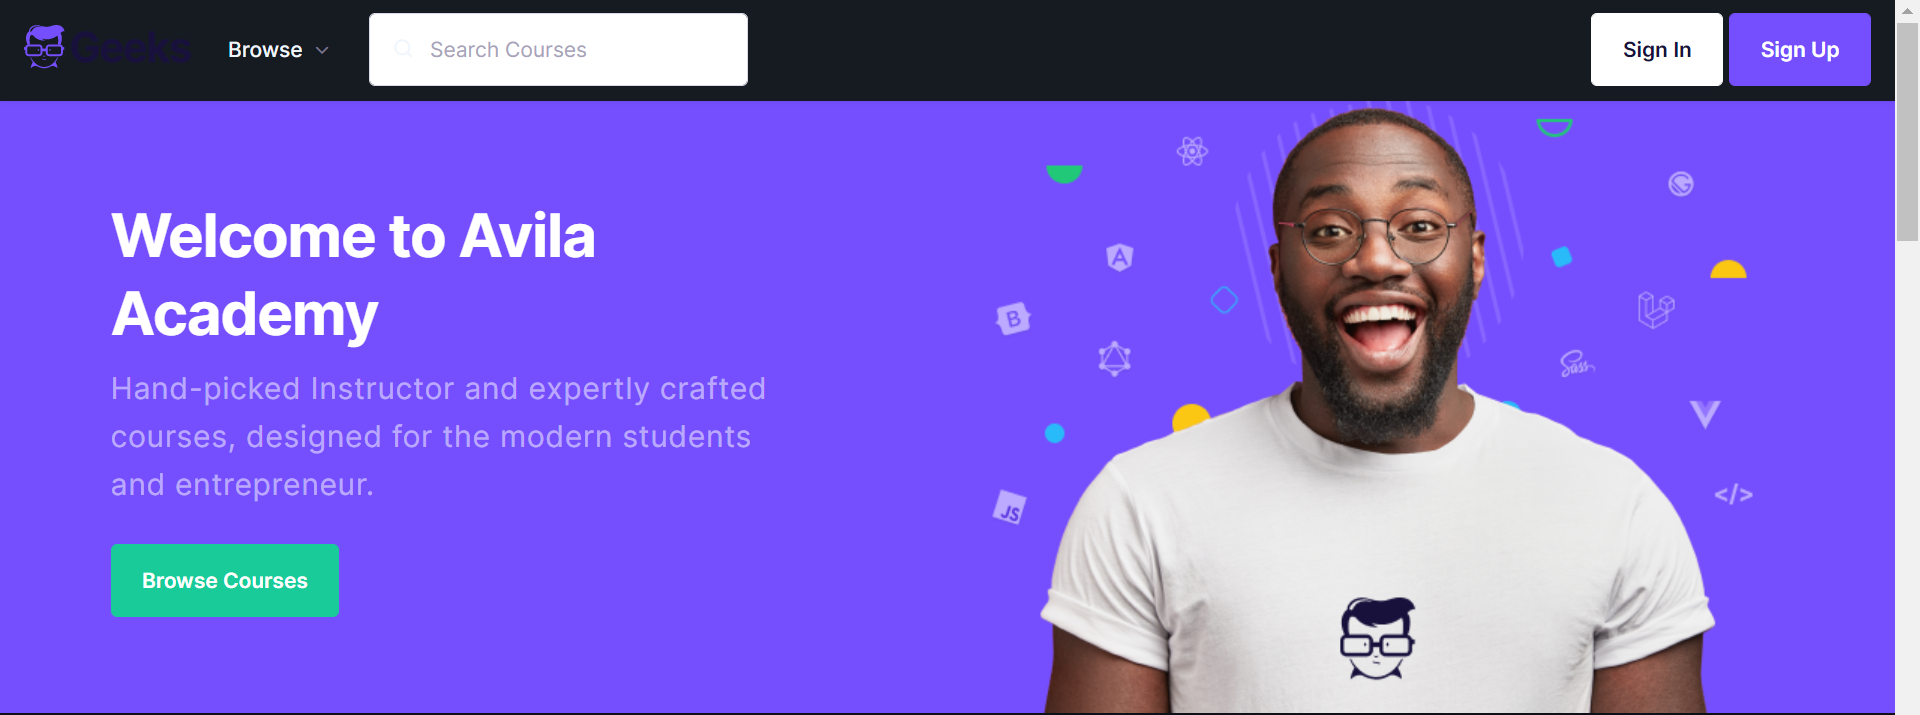 Geeks
Browse
Search Courses
Sign In
Sign Up
Welcome to Avila
Academy
Hand-picked Instructor and expertly crafted
courses, designed for the modern students
and entrepreneur.
Browse Courses
A
B
JS
Sass
</>